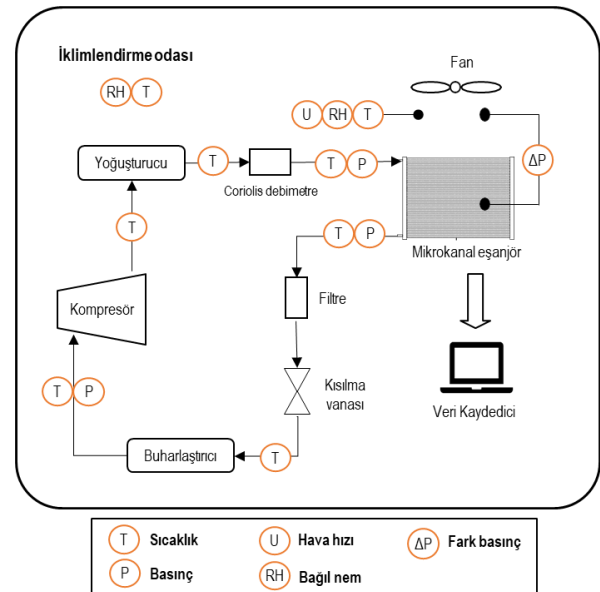 İklimlendirme odası
RH T
Fan
U RH T
ΔP
Yoğuşturucu
T
Coriolis debimetre
T P
Mikrokanal eşanjör
T
T P
Filtre
Kompresör
Kısılma
vanası
Veri Kaydedici
T P
Buharlaştırıcı
T
T Sıcaklık
U Hava hızı
ΔP Fark basınç
P Basınç
RH Bağıl nem